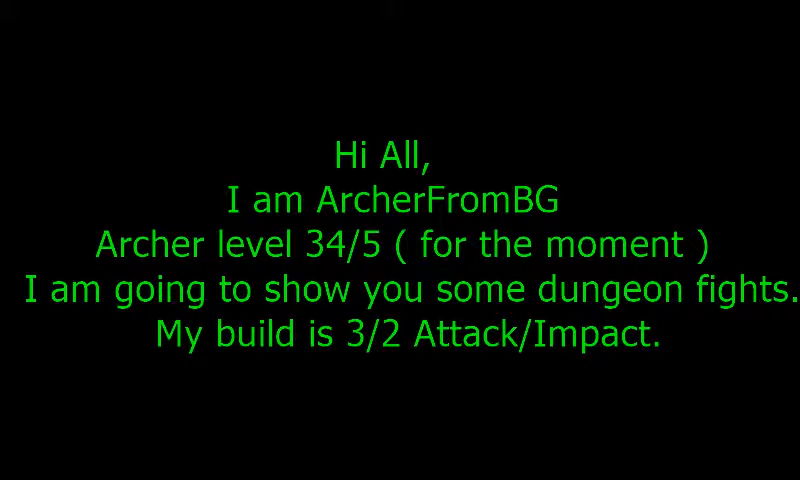 Hi All,
I am ArcherFromBG
Archer level 34/5 ( for the moment )
I am going to show you some dungeon fights.
My build is 3/2 Attack/Impact.